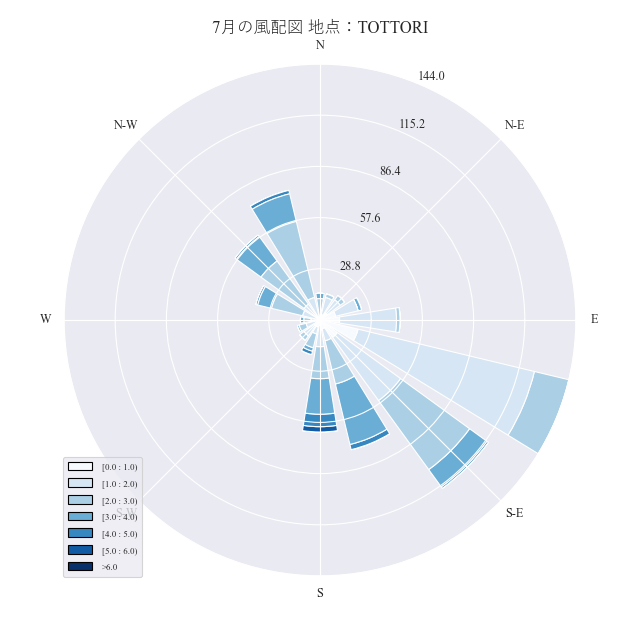 7月の風配図 地点：TOTTORI
N
144.0
N-W
115.2
N-E
86.4
57.6
28.8
W
E
[0.0 : 1.0)
[1.0 : 2.0)
[2.0 : 3.0)
S-W
[3.0 : 4.0)
S-E
[4.0 : 5.0)
[5.0 : 6.0)
>6.0
S